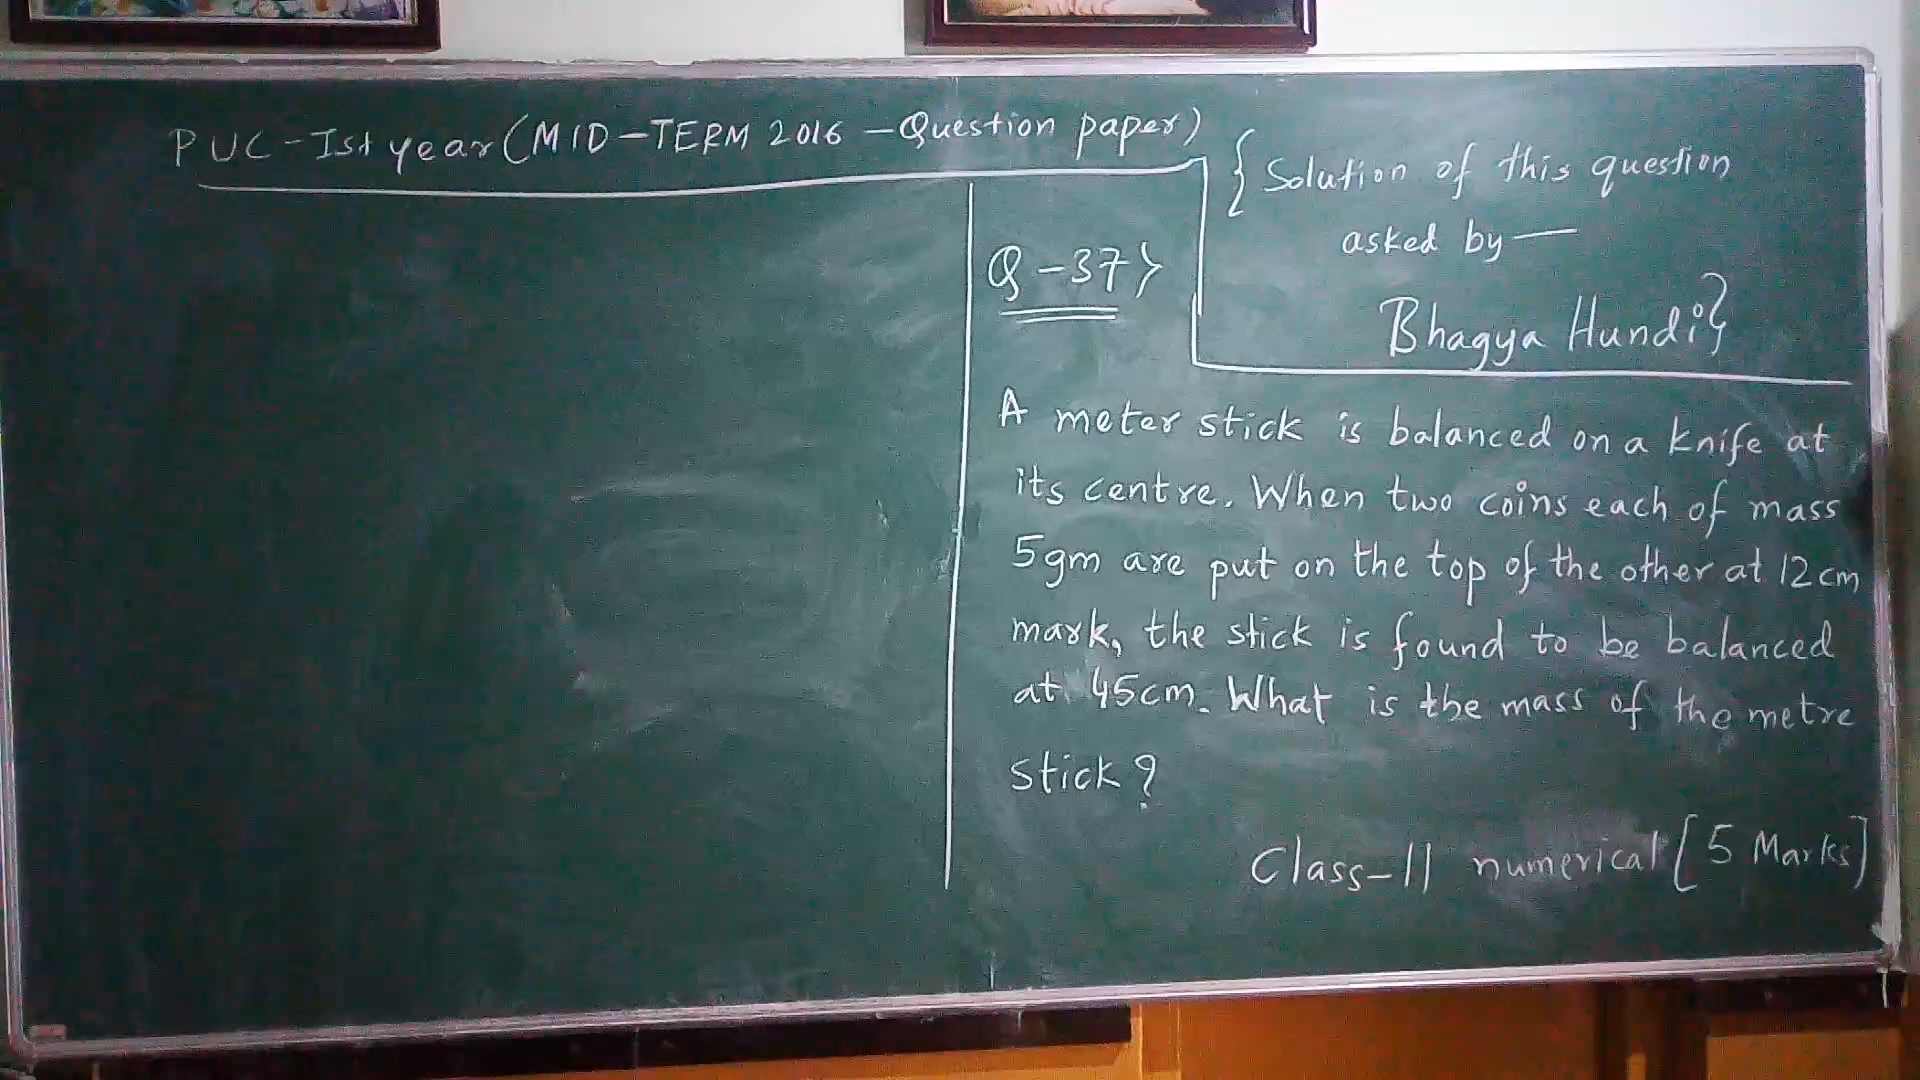 PUC-Ist year (MID-TERM 2016 -Question paper)
{ Solution of this question
asked by —
Bhagya Hundi}
Q-37>
A meter stick is balanced on a knife at
its centre. When two coins each of mass
5gm are put on the top of the other at 12cm
mark, the stick is found to be balanced
at 45cm. What is the mass of the metre
stick?
Class-11 numerical [5 Marks]